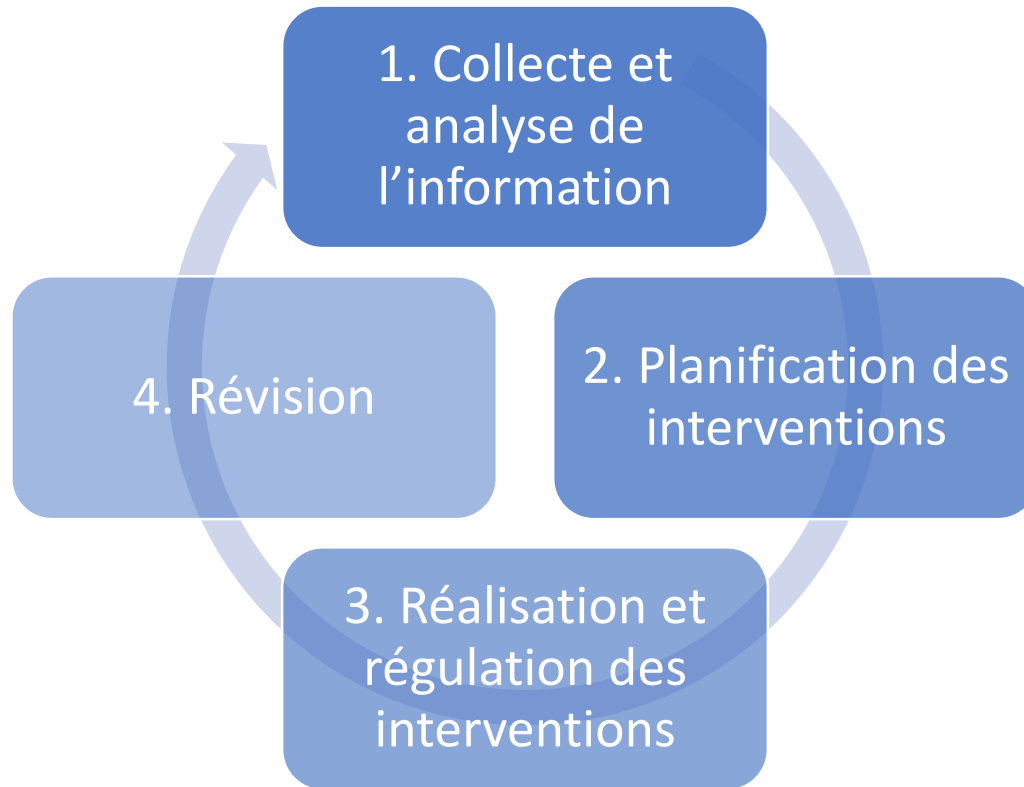 1. Collecte et
analyse de
l’information
2. Planification des
interventions
3. Réalisation et
régulation des
interventions
4. Révision